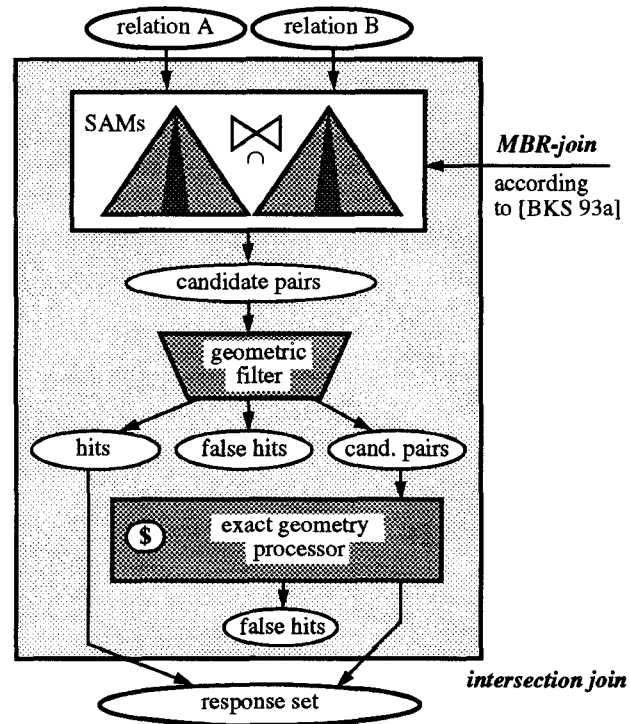 relation A
relation B
SAMs
MBR-join
according
to [BKS 93a]
candidate pairs
geometric
filter
hits
false hits
cand. pairs
$
exact geometry
processor
false hits
intersection join
response set